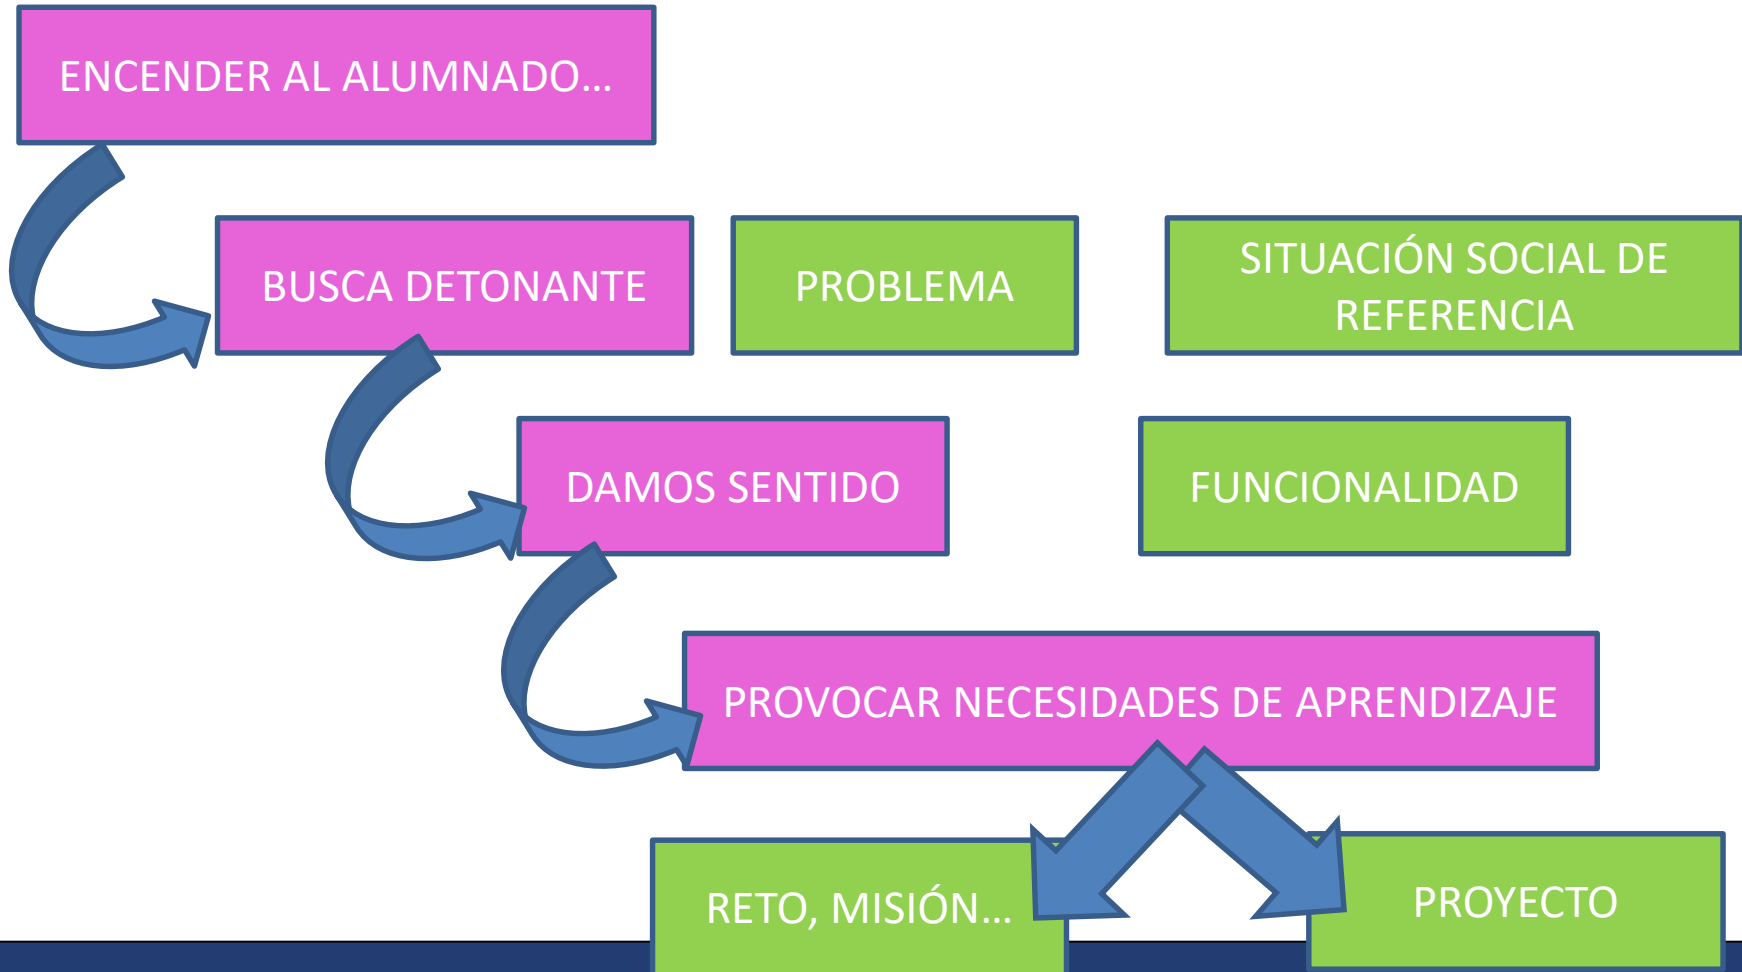 ENCENDER AL ALUMNADO…
BUSCA DETONANTE
PROBLEMA
SITUACIÓN SOCIAL DE
REFERENCIA
DAMOS SENTIDO
FUNCIONALIDAD
PROVOCAR NECESIDADES DE APRENDIZAJE
RETO, MISIÓN…
PROYECTO